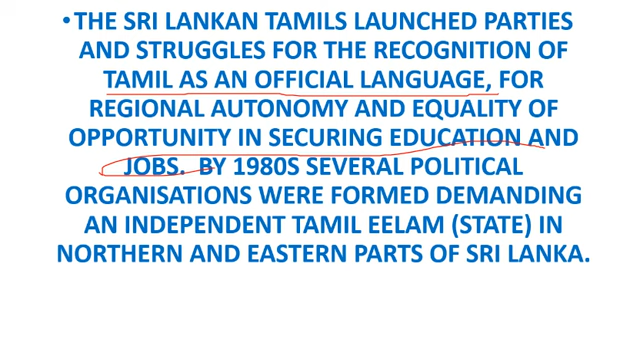 •THE SRI LANKAN TAMILS LAUNCHED PARTIES
AND STRUGGLES FOR THE RECOGNITION OF
TAMIL AS AN OFFICIAL LANGUAGE, FOR
REGIONAL AUTONOMY AND EQUALITY OF
OPPORTUNITY IN SECURING EDUCATION AND
JOBS. BY 1980S SEVERAL POLITICAL
ORGANISATIONS WERE FORMED DEMANDING
AN INDEPENDENT TAMIL EELAM (STATE) IN
NORTHERN AND EASTERN PARTS OF SRI LANKA.